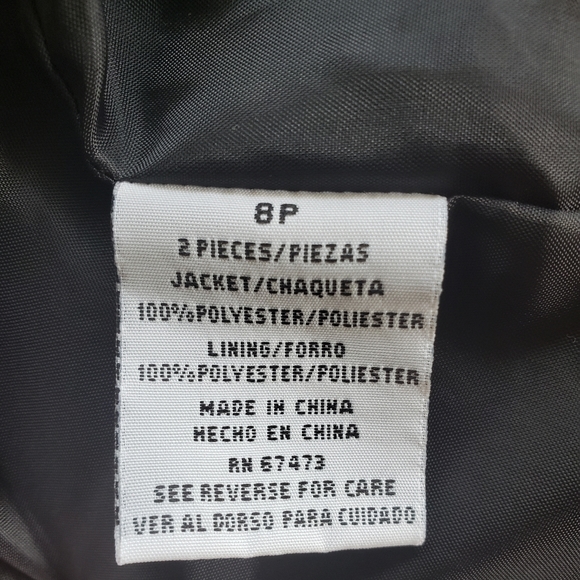 8P
2 PIECES/PIEZAS
JACKET/CHAQUETA
100%POLYESTER/POLIESTER
LINING/FORRO
100%POLYESTER/POLIESTER
MADE IN CHINA
HECHO EN CHINA
RN 67473
SEE REVERSE FOR CARE
VER AL DORSO PARA CUIDADO